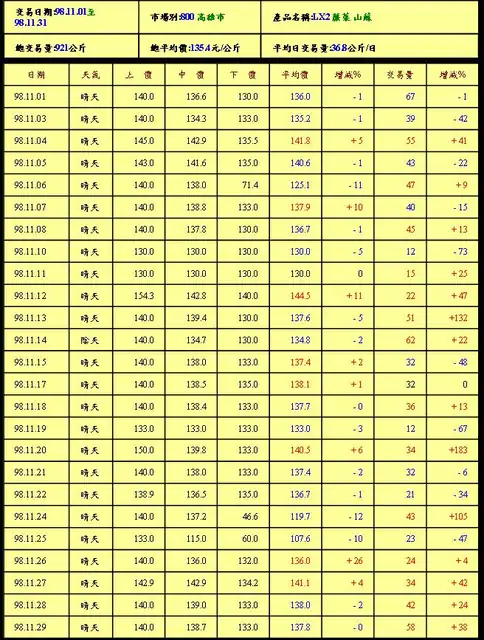 交易日期:98.11.01至
98.11.31
市場別:800 高雄市
產品名稱:LX2 蕨菜 山蘇
總交易量:921公斤
總平均價:135.4元/公斤
平均日交易量:36.8公斤/日
日期 天氣 上 價 中 價 下 價 平均價 增減% 交易量 增減%
98.11.01 晴天 140.0 136.6 130.0 136.0 - 1 67 - 1
98.11.03 晴天 140.0 134.3 133.0 135.2 - 1 39 - 42
98.11.04 晴天 145.0 142.9 135.5 141.8 + 5 55 + 41
98.11.05 晴天 143.0 141.6 135.0 140.6 - 1 43 - 22
98.11.06 晴天 140.0 138.0 71.4 125.1 - 11 47 + 9
98.11.07 晴天 140.0 138.8 133.0 137.9 + 10 40 - 15
98.11.08 晴天 140.0 137.8 130.0 136.7 - 1 45 + 13
98.11.10 晴天 130.0 130.0 130.0 130.0 - 5 12 - 73
98.11.11 晴天 130.0 130.0 130.0 130.0 0 15 + 25
98.11.12 晴天 154.3 142.8 140.0 144.5 + 11 22 + 47
98.11.13 晴天 140.0 139.4 130.0 137.6 - 5 51 +132
98.11.14 陰天 140.0 134.7 130.0 134.8 - 2 62 + 22
98.11.15 晴天 140.0 138.0 133.0 137.4 + 2 32 - 48
98.11.17 晴天 140.0 138.5 135.0 138.1 + 1 32 0
98.11.18 晴天 140.0 138.4 133.0 137.7 - 0 36 + 13
98.11.19 晴天 133.0 133.0 133.0 133.0 - 3 12 - 67
98.11.20 晴天 150.0 139.8 133.0 140.5 + 6 34 +183
98.11.21 晴天 140.0 138.0 133.0 137.4 - 2 32 - 6
98.11.22 晴天 138.9 136.5 135.0 136.7 - 1 21 - 34
98.11.24 晴天 140.0 137.2 46.6 119.7 - 12 43 +105
98.11.25 晴天 133.0 115.0 60.0 107.6 - 10 23 - 47
98.11.26 晴天 140.0 136.0 132.0 136.0 + 26 24 + 4
98.11.27 晴天 142.9 142.9 134.2 141.1 + 4 34 + 42
98.11.28 晴天 140.0 139.0 133.0 138.0 - 2 42 + 24
98.11.29 晴天 140.0 138.7 133.0 137.8 - 0 58 + 38